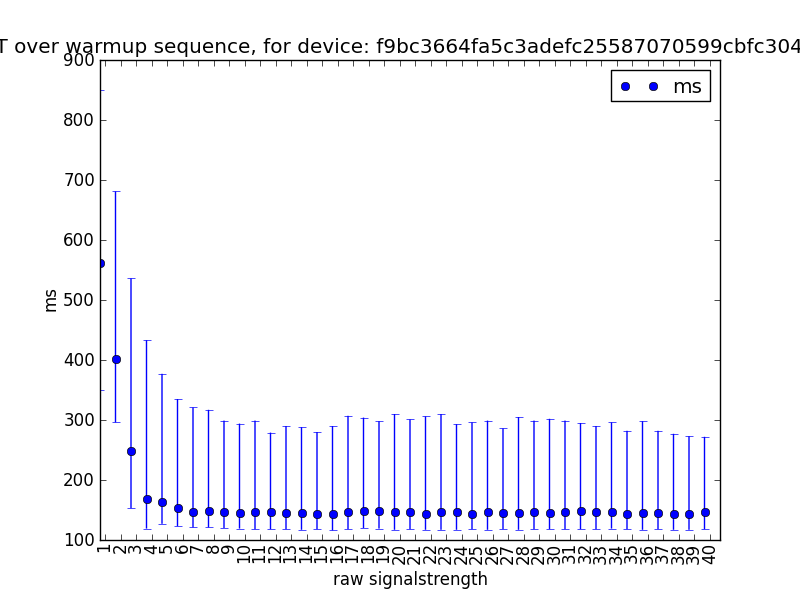 T over warmup sequence, for device: f9bc3664fa5c3adefc25587070599cbfc304
900
800
700
600
500
400
300
200
100
ms
ms
1 2 3 4 5 6 7 8 9 10 11 12 13 14 15 16 17 18 19 20 21 22 23 24 25 26 27 28 29 30 31 32 33 34 35 36 37 38 39 40
raw signalstrength